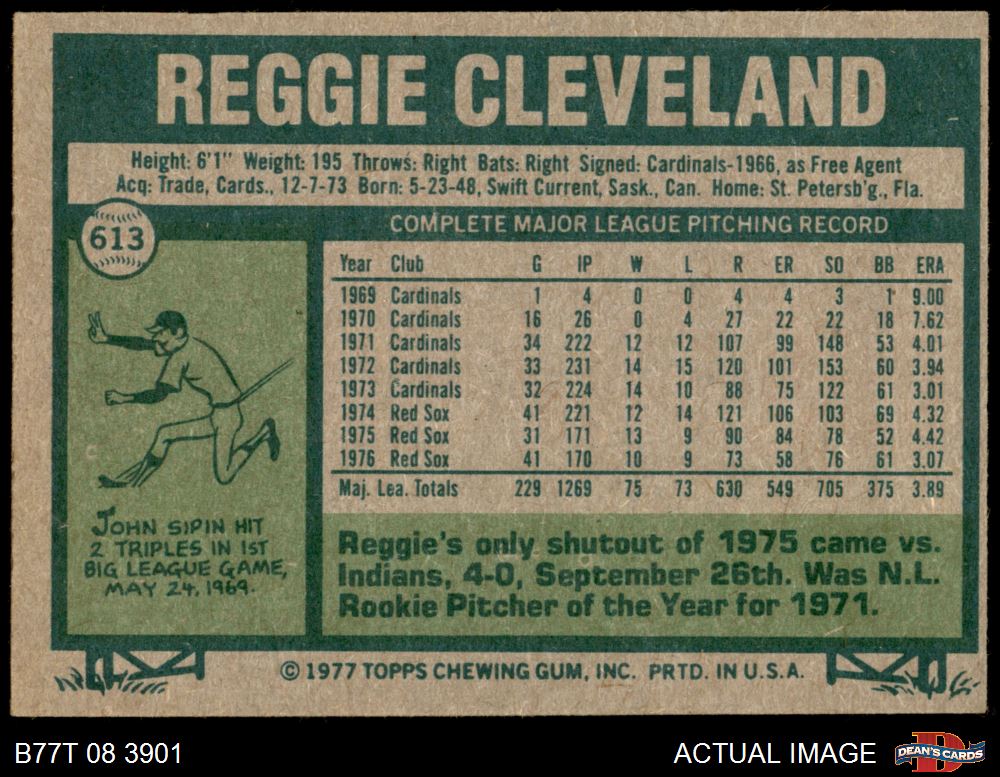 REGGIE CLEVELAND
Height: 6'1" Weight: 195 Throws: Right Bats: Right Signed: Cardinals-1966, as Free Agent
Acq: Trade, Cards., 12-7-73 Born: 5-23-48, Swift Current, Sask., Can. Home: St. Petersb'g., Fla.
613
COMPLETE MAJOR LEAGUE PITCHING RECORD
Year Club G IP W L R ER SO BB ERA
1969 Cardinals 1 4 0 0 4 4 3 1 9.00
1970 Cardinals 16 26 0 4 27 22 22 18 7.62
1971 Cardinals 34 222 12 12 107 99 148 53 4.01
1972 Cardinals 33 231 14 15 120 101 153 60 3.94
1973 Cardinals 32 224 14 10 88 75 122 61 3.01
1974 Red Sox 41 221 12 14 121 106 103 69 4.32
1975 Red Sox 31 171 13 9 90 84 78 52 4.42
1976 Red Sox 41 170 10 9 73 58 76 61 3.07
Maj. Lea. Totals 229 1269 75 73 630 549 705 375 3.89
JOHN SIPIN HIT
2 TRIPLES IN 1ST
BIG LEAGUE GAME,
MAY 24, 1969.
Reggie's only shutout of 1975 came vs.
Indians, 4-0, September 26th. Was N.L.
Rookie Pitcher of the Year for 1971.
© 1977 TOPPS CHEWING GUM, INC. PRTD. IN U.S.A.
B77T 08 3901
ACTUAL IMAGE
D
DEAN'S CARDS